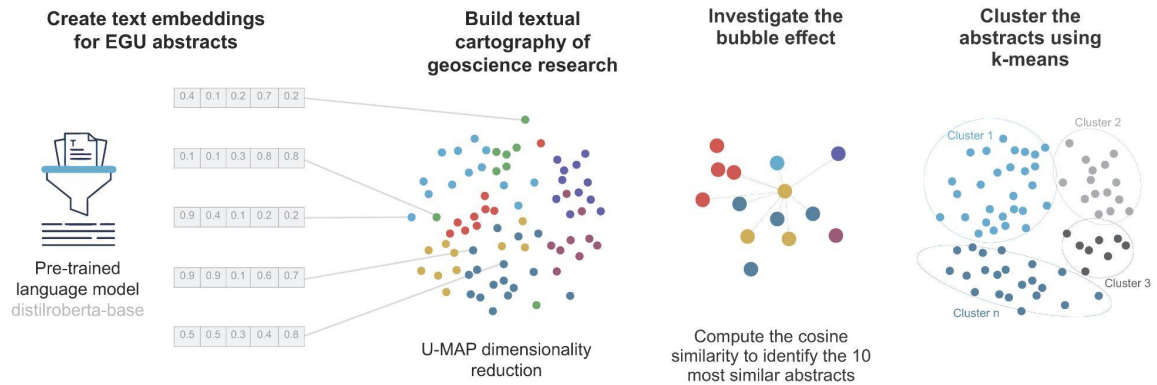 Create text embeddings
for EGU abstracts
0.4 0.1 0.2 0.7 0.2
0.1 0.1 0.3 0.8 0.8
0.9 0.4 0.1 0.2 0.2
0.9 0.9 0.1 0.6 0.7
0.5 0.5 0.3 0.4 0.8
T
Pre-trained
language model
distilroberta-base
Build textual
cartography of
geoscience research
U-MAP dimensionality
reduction
Investigate the
bubble effect
Compute the cosine
similarity to identify the 10
most similar abstracts
Cluster the
abstracts using
k-means
Cluster 1
Cluster 2
Cluster 3
Cluster n